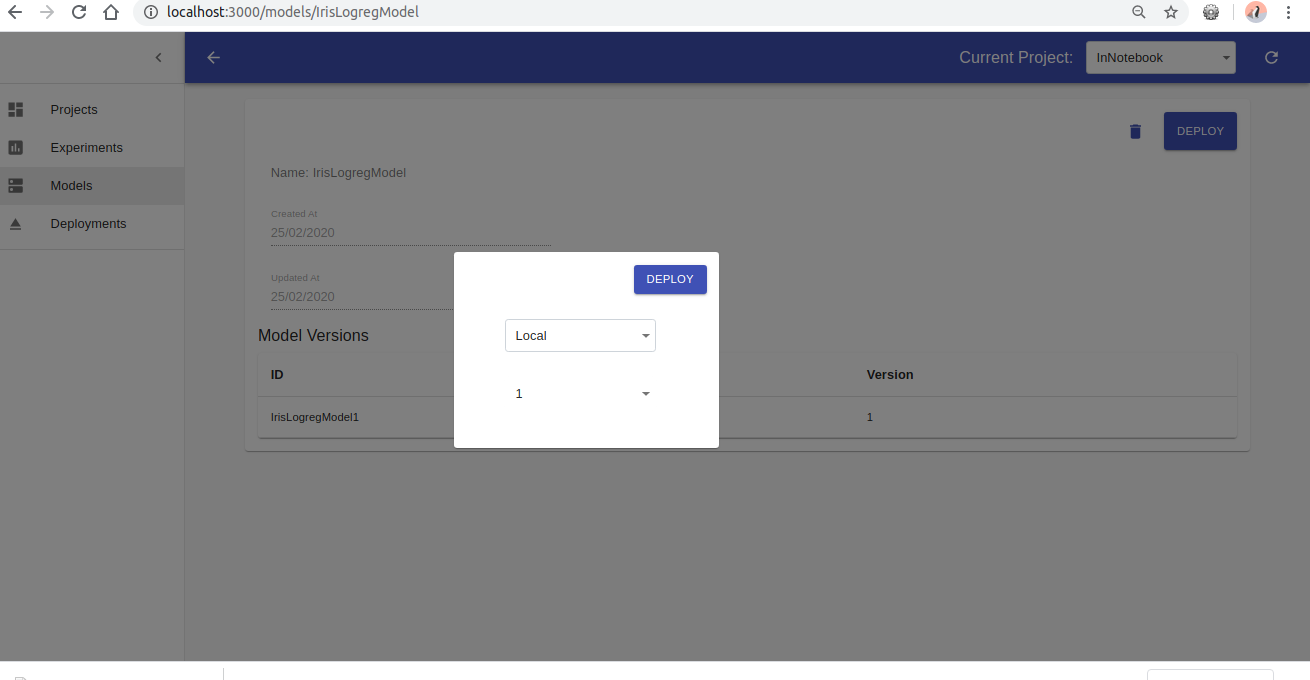 localhost:3000/models/IrisLogregModel
Current Project:
InNotebook
Projects
Experiments
Models
Deployments
DEPLOY
Name: IrisLogregModel
Created At
25/02/2020
Updated At
25/02/2020
DEPLOY
Local
1
Model Versions
ID
Version
IrisLogregModel1
1